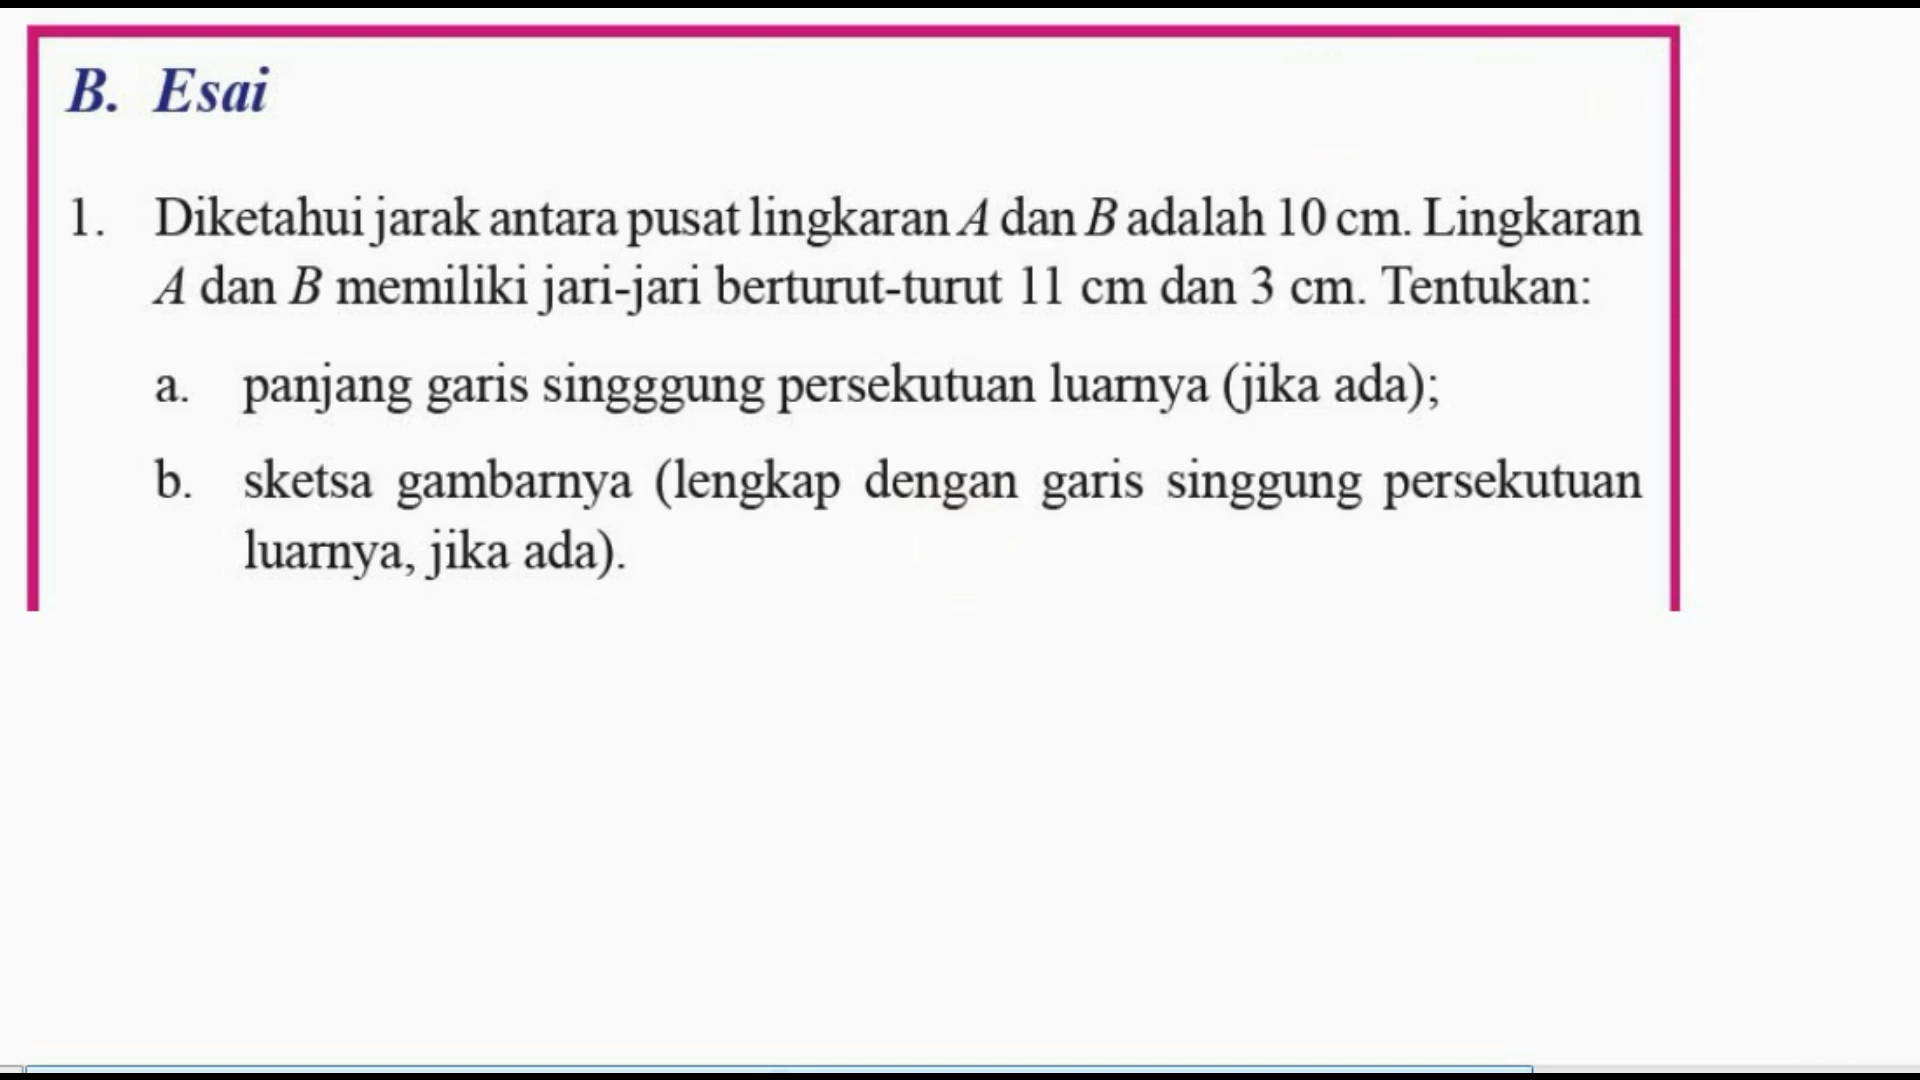 B. Esai
1. Diketahui jarak antara pusat lingkaran A dan B adalah 10 cm. Lingkaran
A dan B memiliki jari-jari berturut-turut 11 cm dan 3 cm. Tentukan:
a. panjang garis singggung persekutuan luarnya (jika ada);
b. sketsa gambarnya (lengkap dengan garis singgung persekutuan
luarnya, jika ada).